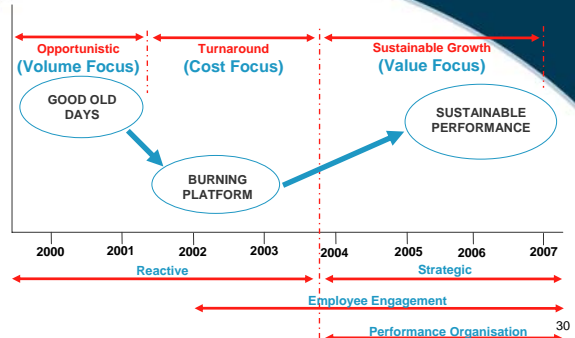 Opportunistic
(Volume Focus)
Turnaround
(Cost Focus)
Sustainable Growth
(Value Focus)
GOOD OLD
DAYS
BURNING
PLATFORM
SUSTAINABLE
PERFORMANCE
2000 2001 2002 2003 2004 2005 2006 2007
Reactive
Strategic
Employee Engagement
Performance Organisation
30